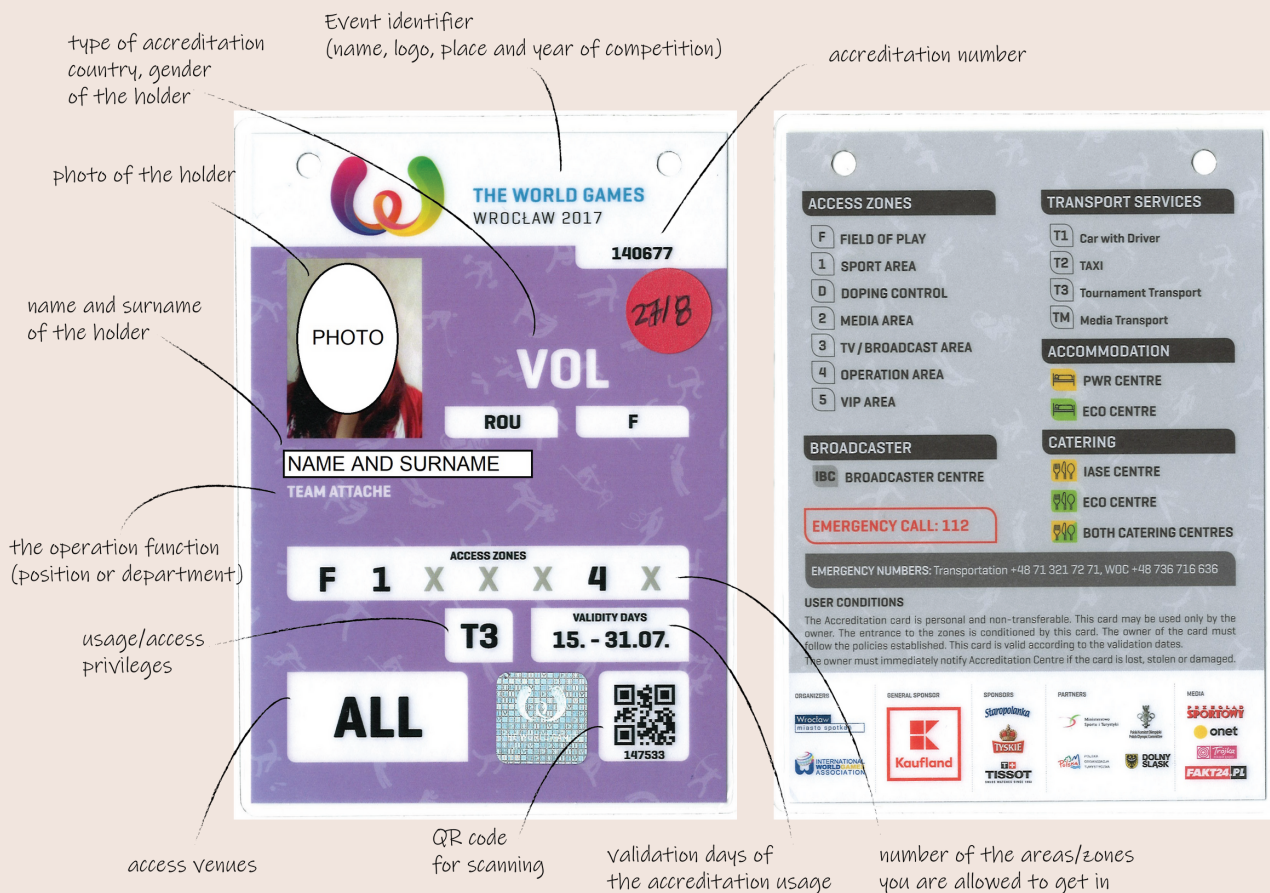 type of accreditation
country, gender
of the holder
Event identifier
(name, logo, place and year of competition)
accreditation number
photo of the holder
name and surname
of the holder
the operation function
(position or department)
usage/access
privileges
access venues
QR code
for scanning
validation days of
the accreditation usage
number of the areas/zones
you are allowed to get in
THE WORLD GAMES
WROCŁAW 2017
140677
27/8
PHOTO
VOL
ROU F
NAME AND SURNAME
TEAM ATTACHE
ACCESS ZONES
F 1 X X X 4 X
T3
VALIDITY DAYS
15. - 31.07.
ALL
147533
ACCESS ZONES
F FIELD OF PLAY
1 SPORT AREA
D DOPING CONTROL
2 MEDIA AREA
3 TV / BROADCAST AREA
4 OPERATION AREA
5 VIP AREA
BROADCASTER
IBC BROADCASTER CENTRE
EMERGENCY CALL: 112
TRANSPORT SERVICES
T1 Car with Driver
T2 TAXI
T3 Tournament Transport
TM Media Transport
ACCOMMODATION
PWR CENTRE
ECO CENTRE
CATERING
IASE CENTRE
ECO CENTRE
BOTH CATERING CENTRES
EMERGENCY NUMBERS: Transportation +48 71 321 72 71, WOC +48 736 716 636
USER CONDITIONS
The Accreditation card is personal and non-transferable. This card may be used only by the
owner. The entrance to the zones is conditioned by this card. The owner of the card must
follow the policies established. This card is valid according to the validation dates.
The owner must immediately notify Accreditation Centre if the card is lost, stolen or damaged.
ORGANIZERS
Wrocław
miasto spotkań
INTERNATIONAL
WORLD GAMES
ASSOCIATION
GENERAL SPONSOR
Kaufland
SPONSORS
Staropolanka
TYSKIE
TISSOT
PARTNERS
Ministerstwo
Sportu i Turystyki
DOLNY
ŚLĄSK
MEDIA
PRZEGLĄD
SPORTOWY
onet
Trójka
FAKT24.PL